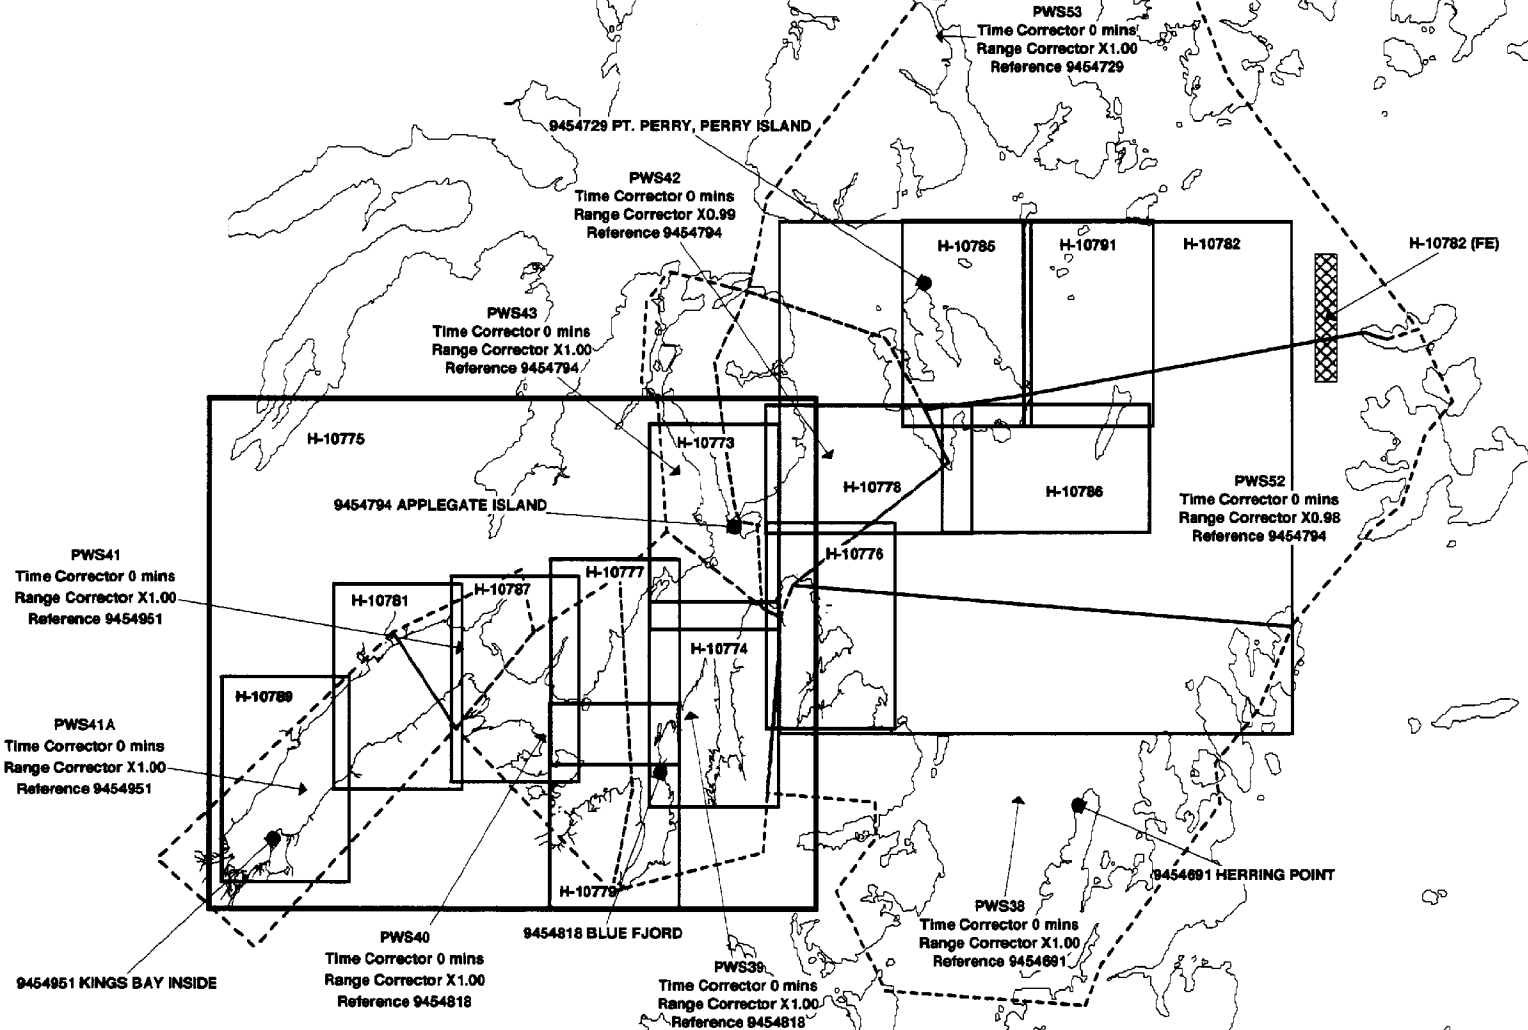 PWS53
Time Corrector 0 mins
Range Corrector X1.00
Reference 9454729
9454729 PT. PERRY, PERRY ISLAND
PWS42
Time Corrector 0 mins
Range Corrector X0.99
Reference 9454794
H-10785
H-10791
H-10782
H-10782 (FE)
PWS43
Time Corrector 0 mins
Range Corrector X1.00
Reference 9454794
H-10775
H-10773
H-10778
H-10786
PWS52
Time Corrector 0 mins
Range Corrector X0.98
Reference 9454794
9454794 APPLEGATE ISLAND
PWS41
Time Corrector 0 mins
Range Corrector X1.00
Reference 9454951
H-10776
H-10777
H-10787
H-10781
H-10774
H-10789
PWS41A
Time Corrector 0 mins
Range Corrector X1.00
Reference 9454951
9454691 HERRING POINT
H-10779
PWS38
Time Corrector 0 mins
Range Corrector X1.00
Reference 9454691
9454818 BLUE FJORD
PWS40
Time Corrector 0 mins
Range Corrector X1.00
Reference 9454818
PWS39
Time Corrector 0 mins
Range Corrector X1.00
Reference 9454818
9454951 KINGS BAY INSIDE